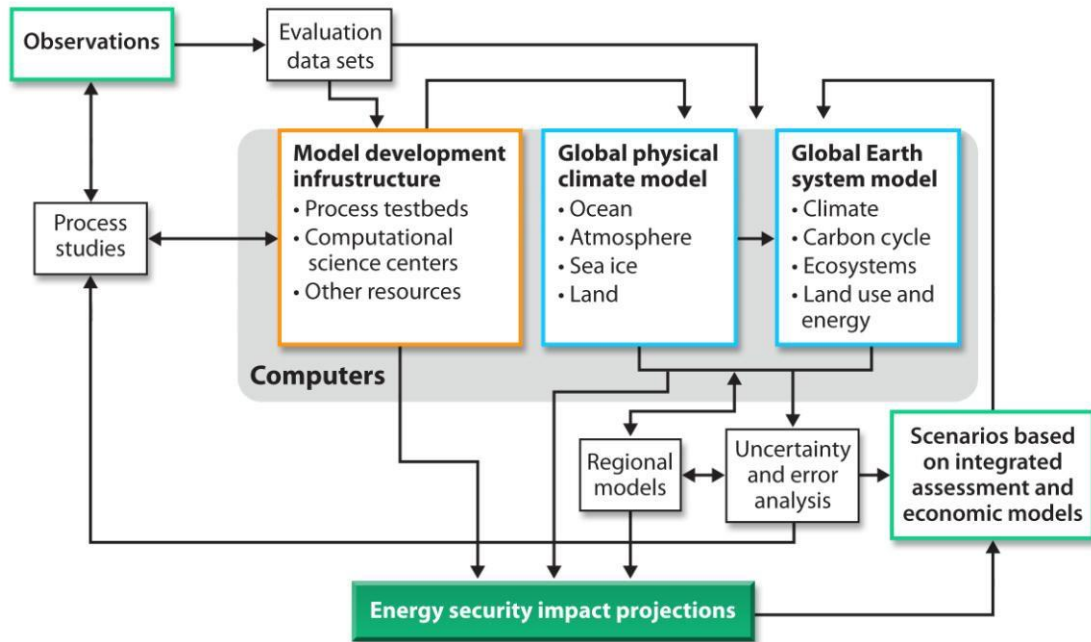 Observations
Evaluation
data sets
Model development
infrustructure
• Process testbeds
• Computational
science centers
• Other resources
Global physical
climate model
• Ocean
• Atmosphere
• Sea ice
• Land
Global Earth
system model
• Climate
• Carbon cycle
• Ecosystems
• Land use and
energy
Process
studies
Computers
Regional
models
Uncertainty
and error
analysis
Scenarios based
on integrated
assessment and
economic models
Energy security impact projections